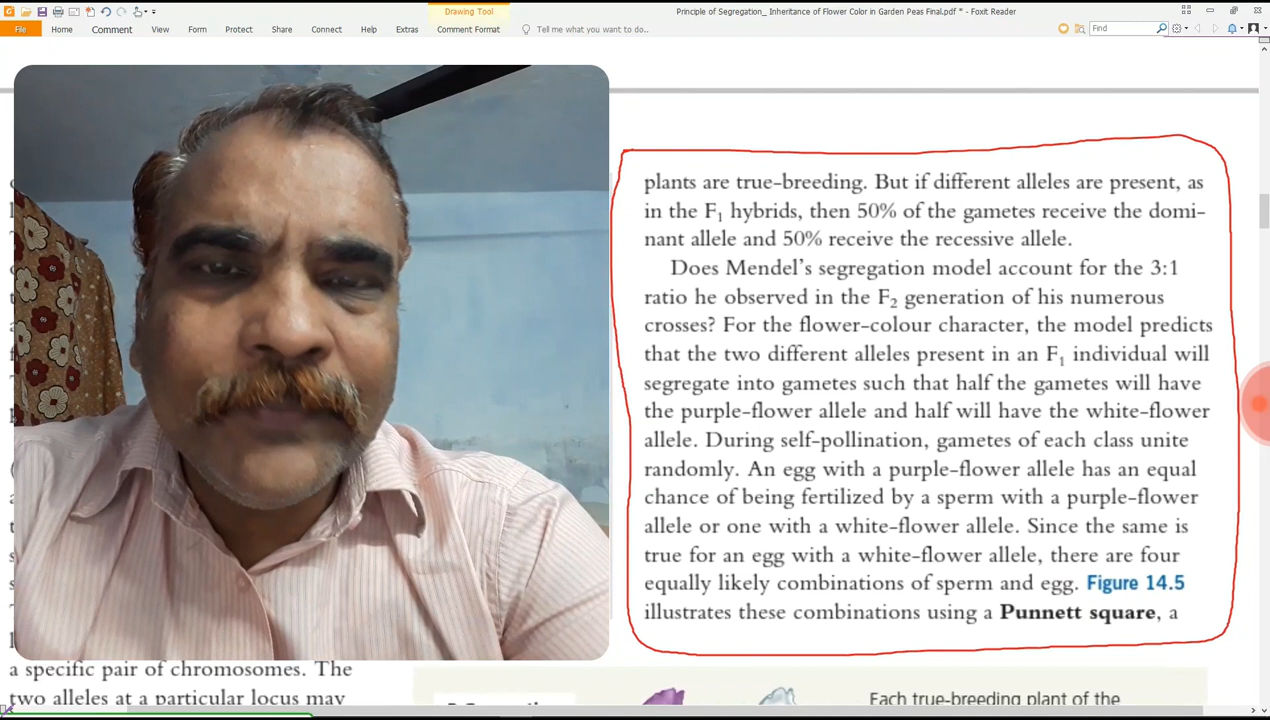 Drawing Tool
Principle of Segregation_ Inheritance of Flower Color in Garden Peas Final.pdf * - Foxit Reader
File Home Comment View Form Protect Share Connect Help Extras Comment Format Tell me what you want to do.. Find
plants are true-breeding. But if different alleles are present, as
in the F1 hybrids, then 50% of the gametes receive the domi-
nant allele and 50% receive the recessive allele.
Does Mendel's segregation model account for the 3:1
ratio he observed in the F2 generation of his numerous
crosses? For the flower-colour character, the model predicts
that the two different alleles present in an F1 individual will
segregate into gametes such that half the gametes will have
the purple-flower allele and half will have the white-flower
allele. During self-pollination, gametes of each class unite
randomly. An egg with a purple-flower allele has an equal
chance of being fertilized by a sperm with a purple-flower
allele or one with a white-flower allele. Since the same is
true for an egg with a white-flower allele, there are four
equally likely combinations of sperm and egg. Figure 14.5
illustrates these combinations using a Punnett square, a
a specific pair of chromosomes. The
two alleles at a particular locus may
Each true-breeding plant of the